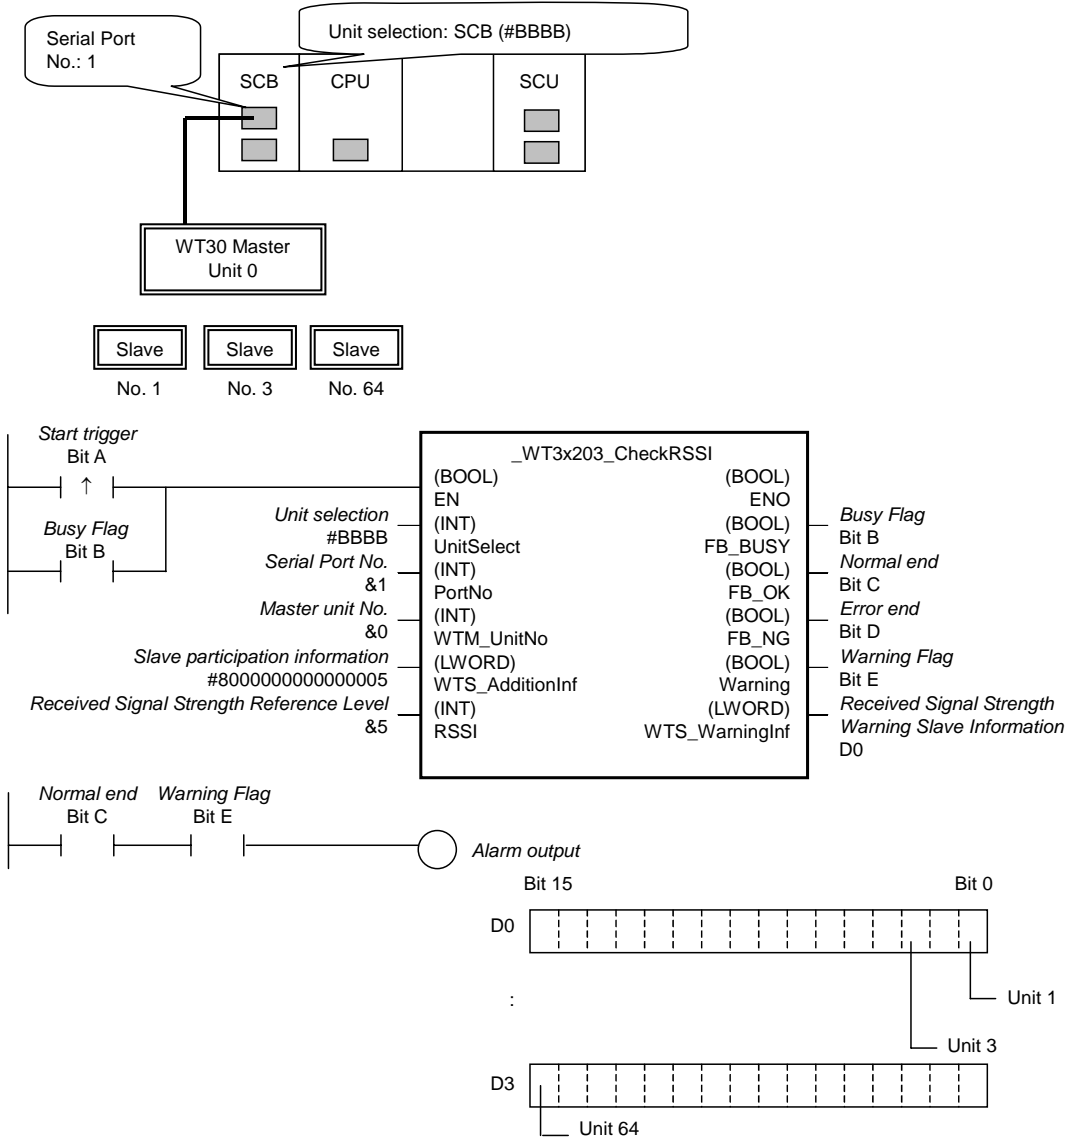 Serial Port
No.: 1
Unit selection: SCB (#BBBB)
SCB
CPU
SCU
WT30 Master
Unit 0
Slave
Slave
Slave
No. 1
No. 3
No. 64
Start trigger
Bit A
↑
Busy Flag
Bit B
Unit selection
#BBBB
Serial Port No.
&1
Master unit No.
&0
Slave participation information
#8000000000000005
Received Signal Strength Reference Level
&5
_WT3x203_CheckRSSI
(BOOL)
EN
(INT)
UnitSelect
(INT)
PortNo
(INT)
WTM_UnitNo
(LWORD)
WTS_AdditionInf
(INT)
RSSI
(BOOL)
ENO
(BOOL)
FB_BUSY
(BOOL)
FB_OK
(BOOL)
FB_NG
(BOOL)
Warning
(LWORD)
WTS_WarningInf
Busy Flag
Bit B
Normal end
Bit C
Error end
Bit D
Warning Flag
Bit E
Received Signal Strength
Warning Slave Information
D0
Normal end
Bit C
Warning Flag
Bit E
Alarm output
Bit 15
Bit 0
D0
Unit 1
:
Unit 3
D3
Unit 64